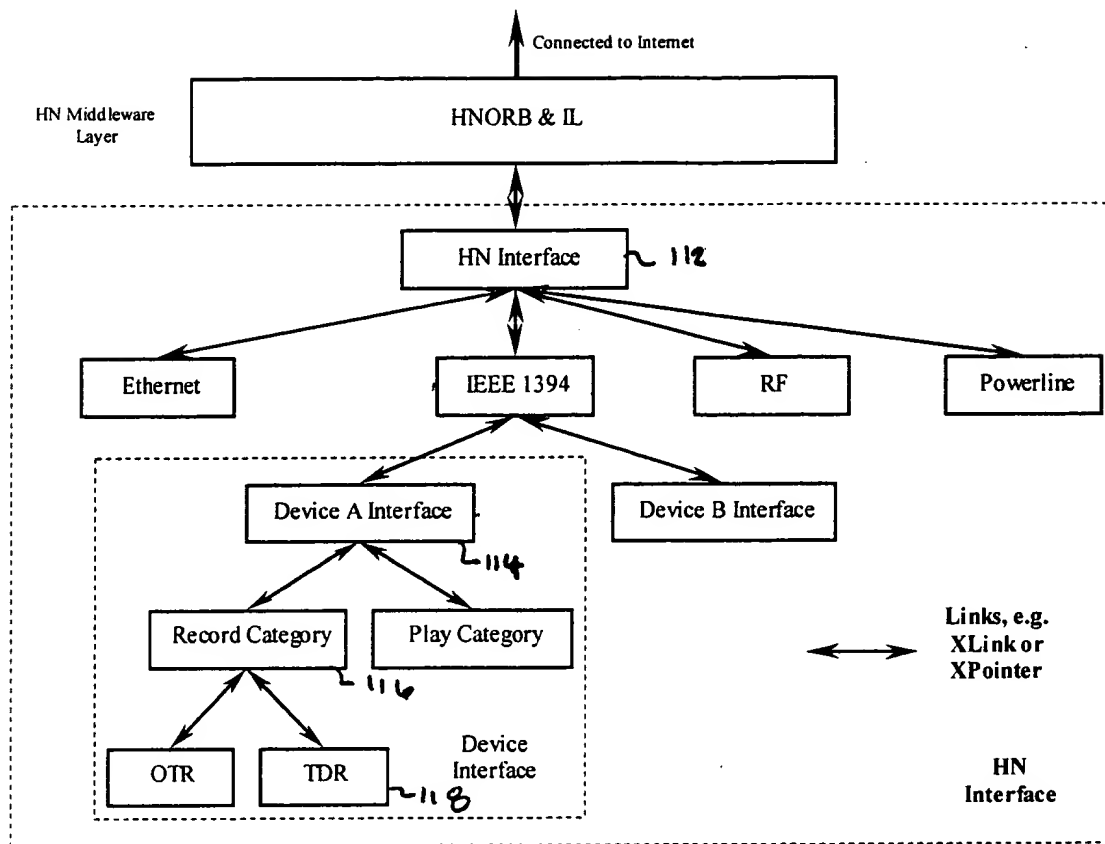 Connected to Internet
HN Middleware
Layer
HNORB & IL
HN Interface
112
Ethernet
IEEE 1394
RF
Powerline
Device A Interface
Device B Interface
114
Record Category
Play Category
116
Links, e.g.
XLink or
XPointer
OTR
TDR
Device
Interface
118
HN
Interface